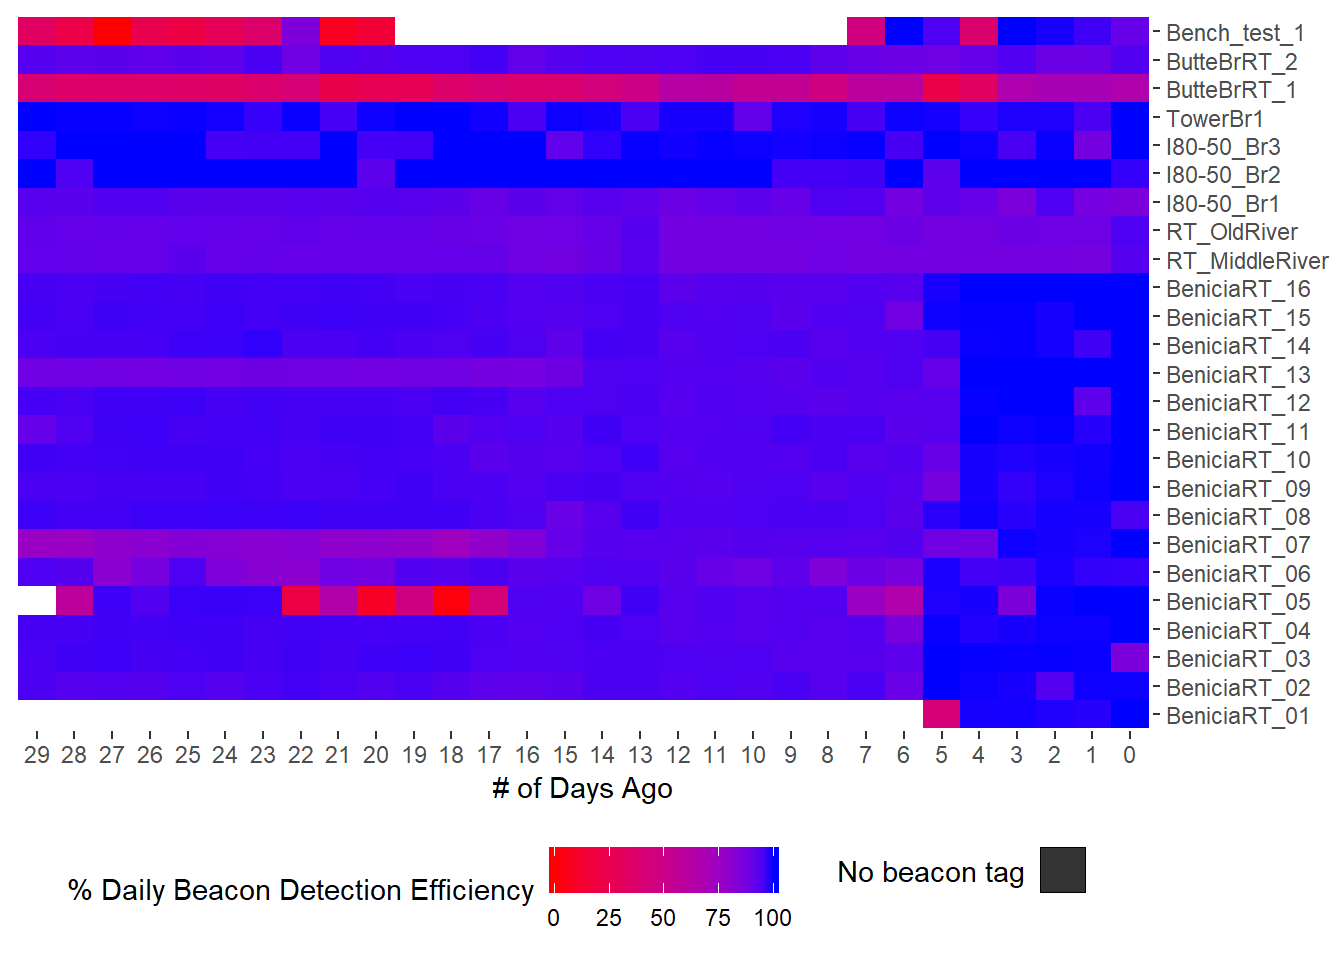 Bench_test_1
ButteBrRT_2
ButteBrRT_1
TowerBr1
I80-50_Br3
I80-50_Br2
I80-50_Br1
RT_OldRiver
RT_MiddleRiver
BeniciaRT_16
BeniciaRT_15
BeniciaRT_14
BeniciaRT_13
BeniciaRT_12
BeniciaRT_11
BeniciaRT_10
BeniciaRT_09
BeniciaRT_08
BeniciaRT_07
BeniciaRT_06
BeniciaRT_05
BeniciaRT_04
BeniciaRT_03
BeniciaRT_02
BeniciaRT_01
29 28 27 26 25 24 23 22 21 20 19 18 17 16 15 14 13 12 11 10 9 8 7 6 5 4 3 2 1 0
# of Days Ago
% Daily Beacon Detection Efficiency
0 25 50 75 100
No beacon tag